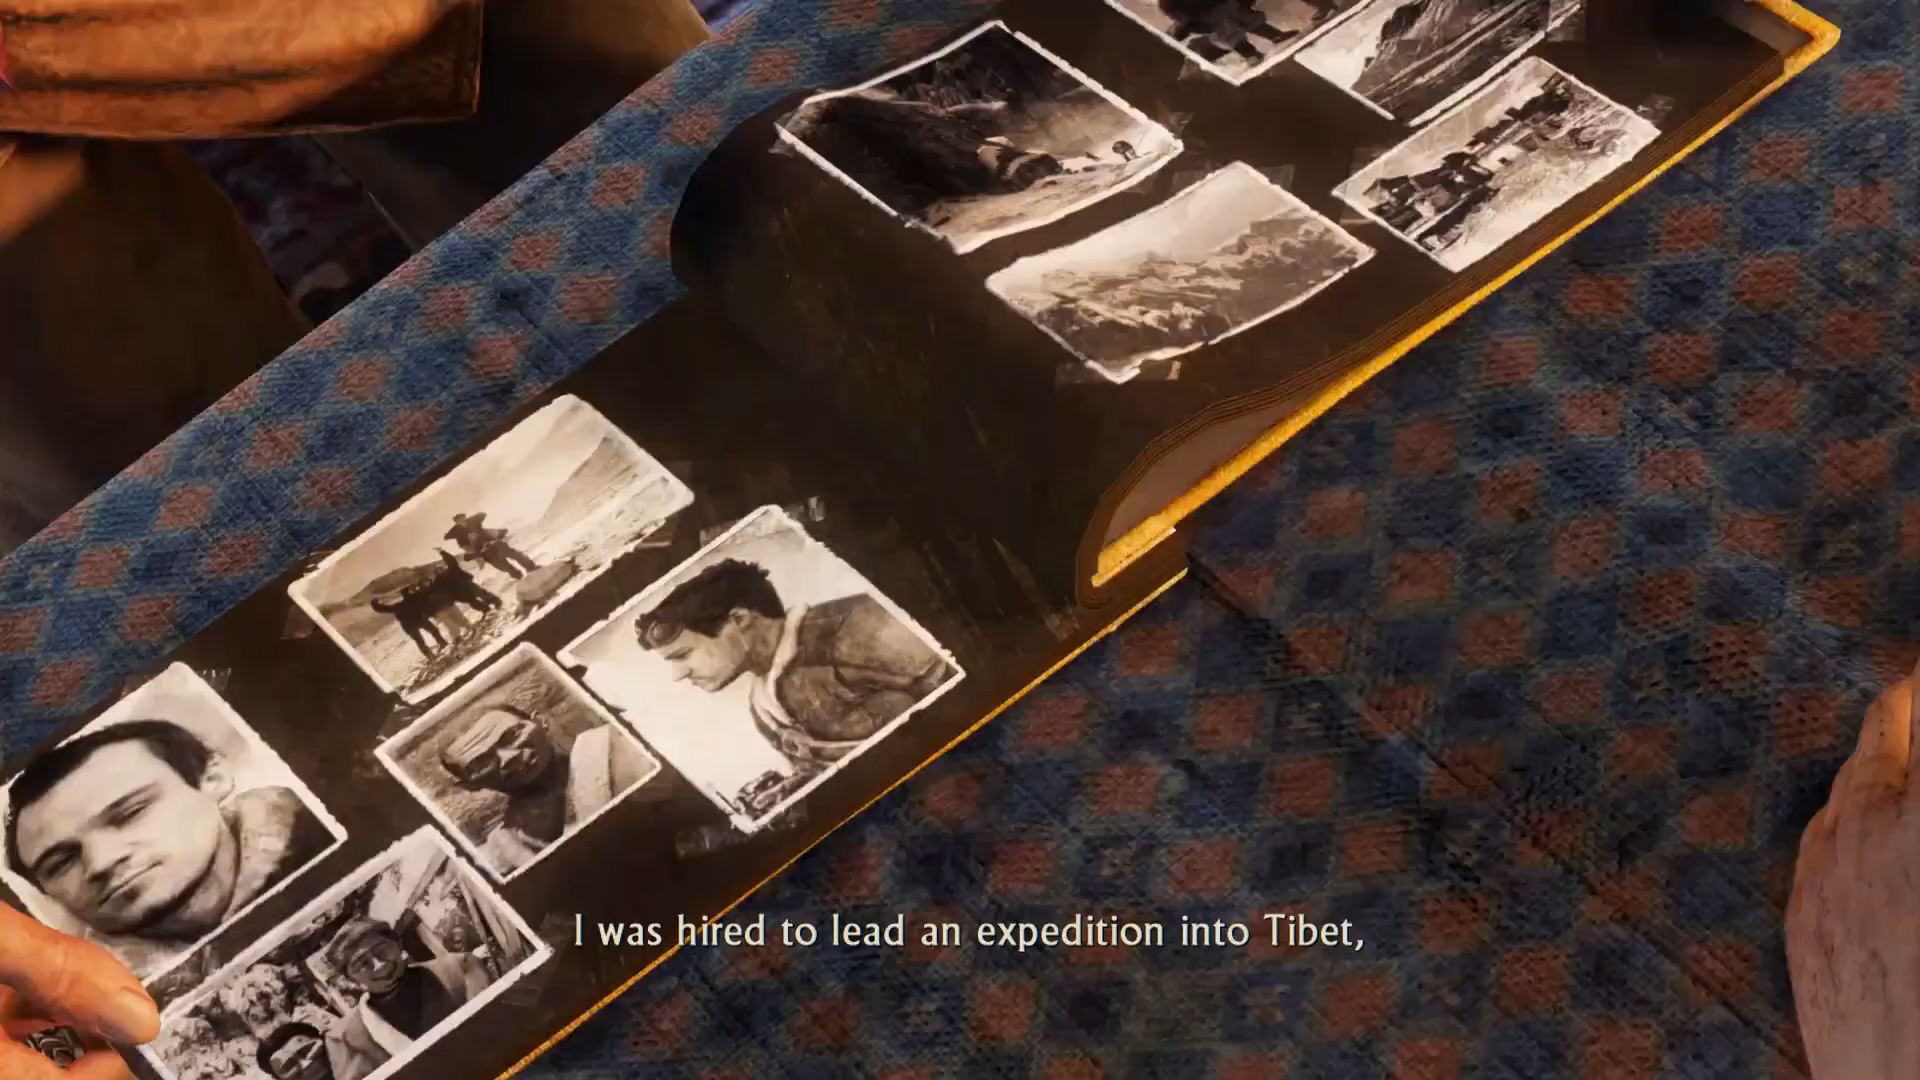 I was hired to lead an expedition into Tibet,